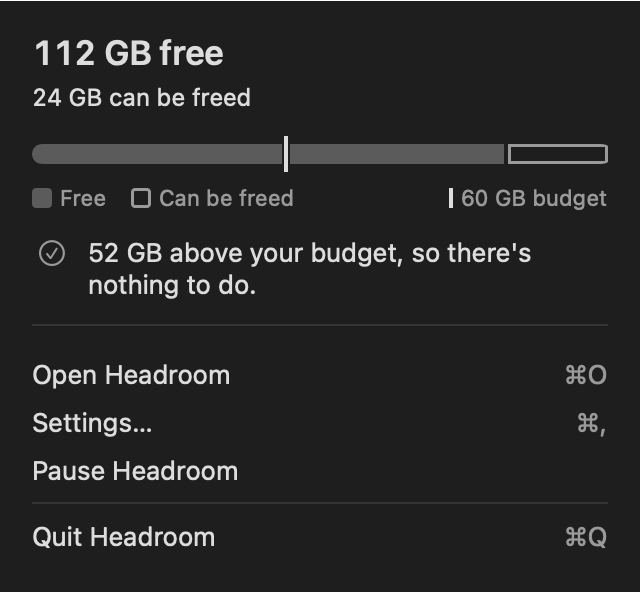 112 GB free
24 GB can be freed
Free
Can be freed
60 GB budget
52 GB above your budget, so there's
nothing to do.
Open Headroom ⌘O
Settings... ⌘,
Pause Headroom
Quit Headroom ⌘Q